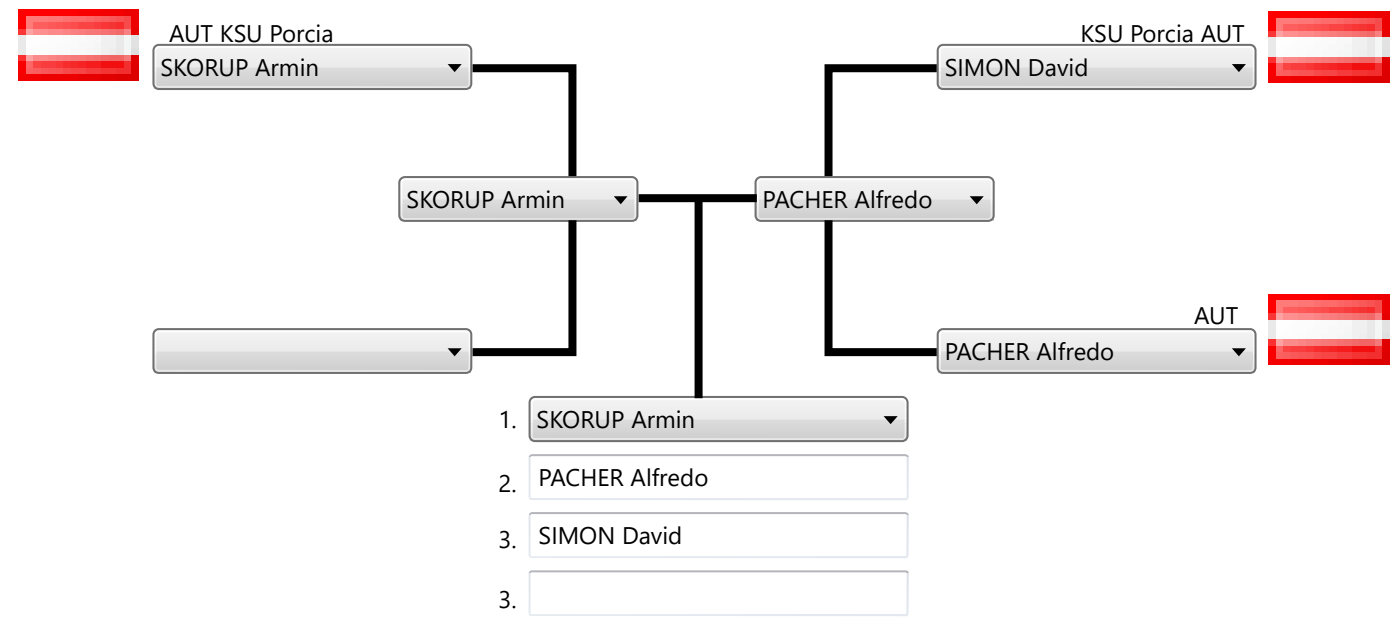 AUT KSU Porcia
KSU Porcia AUT
SKORUP Armin
SIMON David
SKORUP Armin
PACHER Alfredo
AUT
PACHER Alfredo
1. SKORUP Armin
2. PACHER Alfredo
3. SIMON David
3.